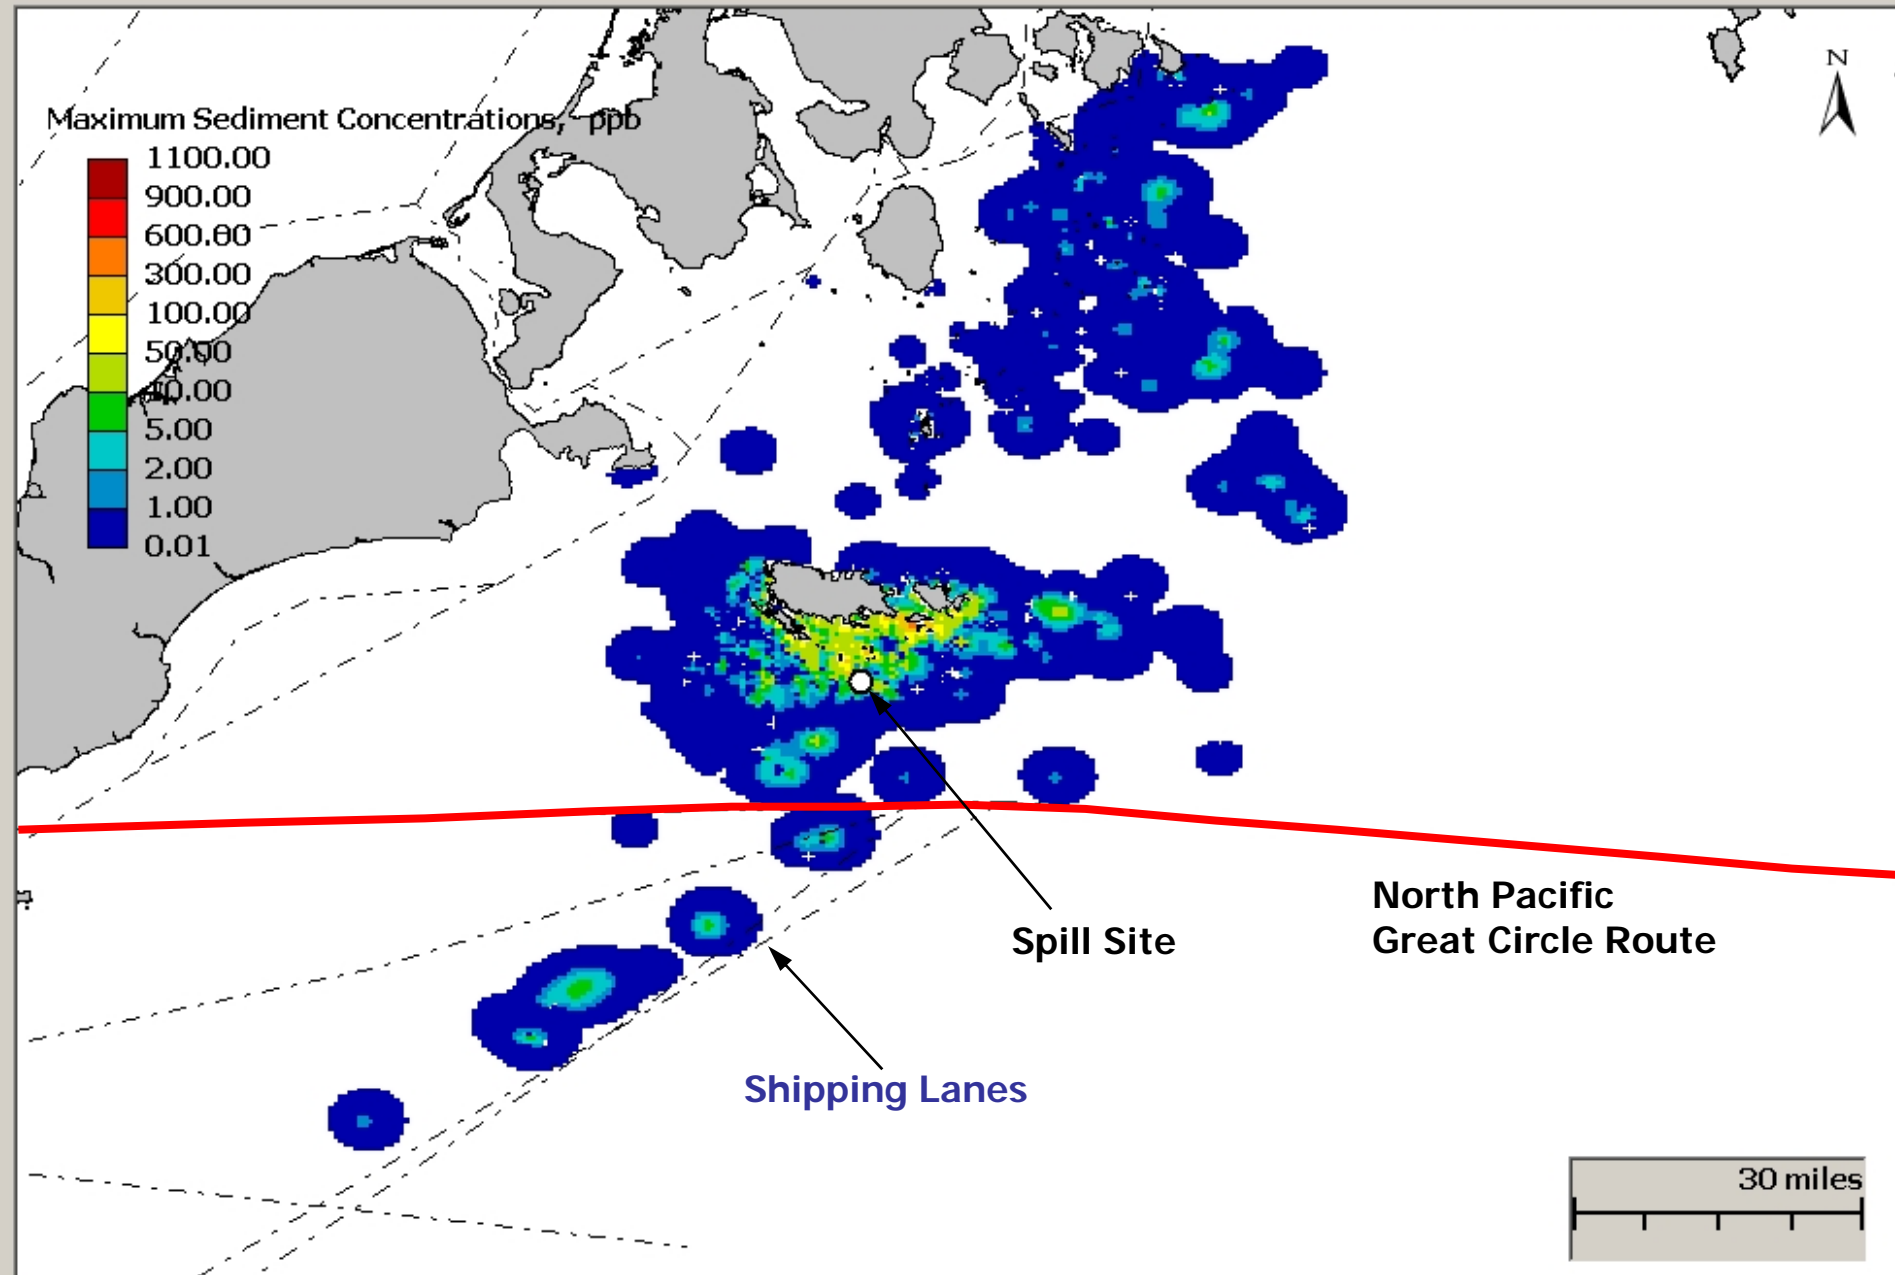 N
Maximum Sediment Concentrations, ppb
1100.00
900.00
600.00
300.00
100.00
50.00
10.00
5.00
2.00
1.00
0.01
North Pacific
Great Circle Route
Spill Site
Shipping Lanes
30 miles